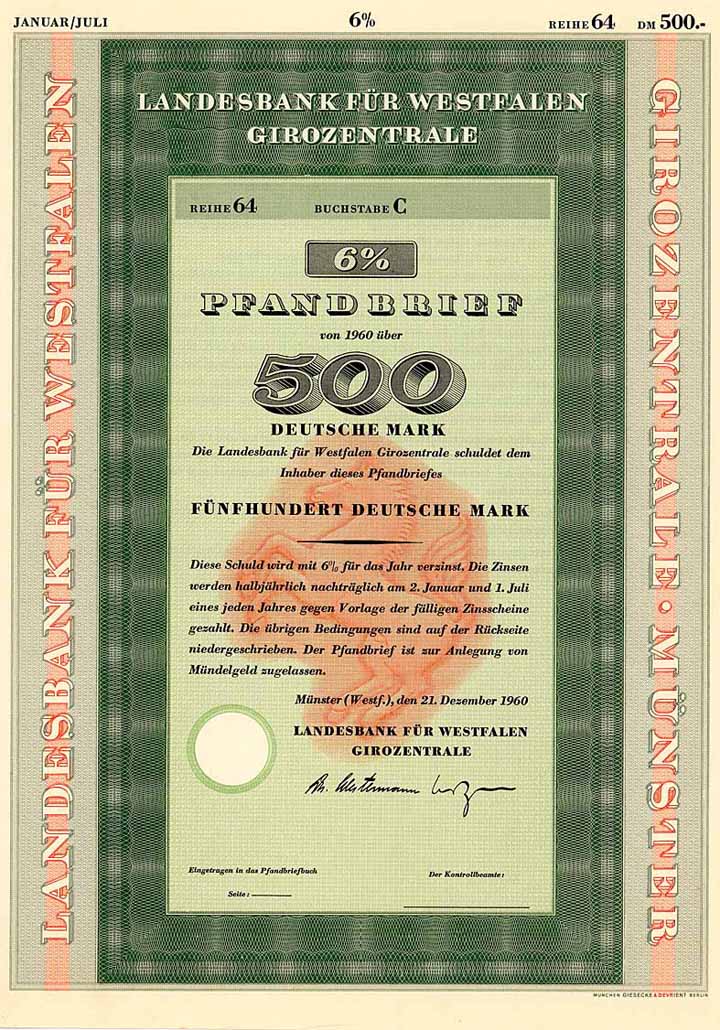 JANUAR/JULI 6% REIHE 64 DM 500.-
LANDESBANK FÜR WESTFALEN
GIROZENTRALE
LANDESBANK FÜR WESTFALEN
GIROZENTRALE • MÜNSTER
REIHE 64 BUCHSTABE C
6%
PFANDBRIEF
von 1960 über
500
DEUTSCHE MARK
Die Landesbank für Westfalen Girozentrale schuldet dem
Inhaber dieses Pfandbriefes
FÜNFHUNDERT DEUTSCHE MARK
Diese Schuld wird mit 6% für das Jahr verzinst. Die Zinsen
werden halbjährlich nachträglich am 2. Januar und 1. Juli
eines jeden Jahres gegen Vorlage der fälligen Zinsscheine
gezahlt. Die übrigen Bedingungen sind auf der Rückseite
niedergeschrieben. Der Pfandbrief ist zur Anlegung von
Mündelgeld zugelassen.
Münster (Westf.), den 21. Dezember 1960
LANDESBANK FÜR WESTFALEN
GIROZENTRALE
Eingetragen in das Pfandbriefbuch
Seite:
Der Kontrollbeamte:
MÜNCHEN GIESECKE & DEVRIENT BERLIN